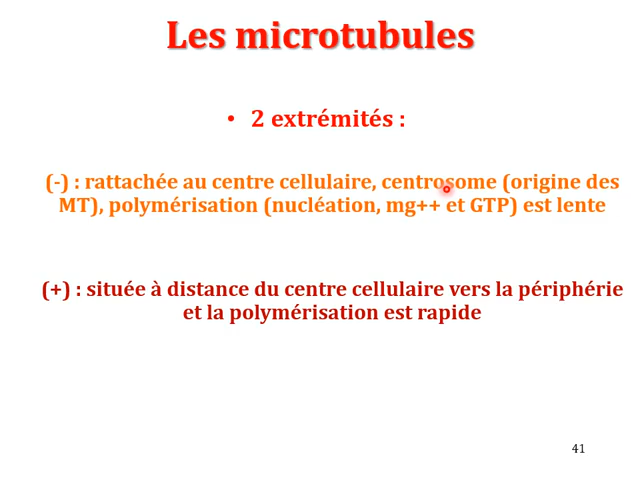 Les microtubules
• 2 extrémités :
(-) : rattachée au centre cellulaire, centrosome (origine des
MT), polymérisation (nucléation, mg++ et GTP) est lente
(+) : située à distance du centre cellulaire vers la périphérie
et la polymérisation est rapide
41